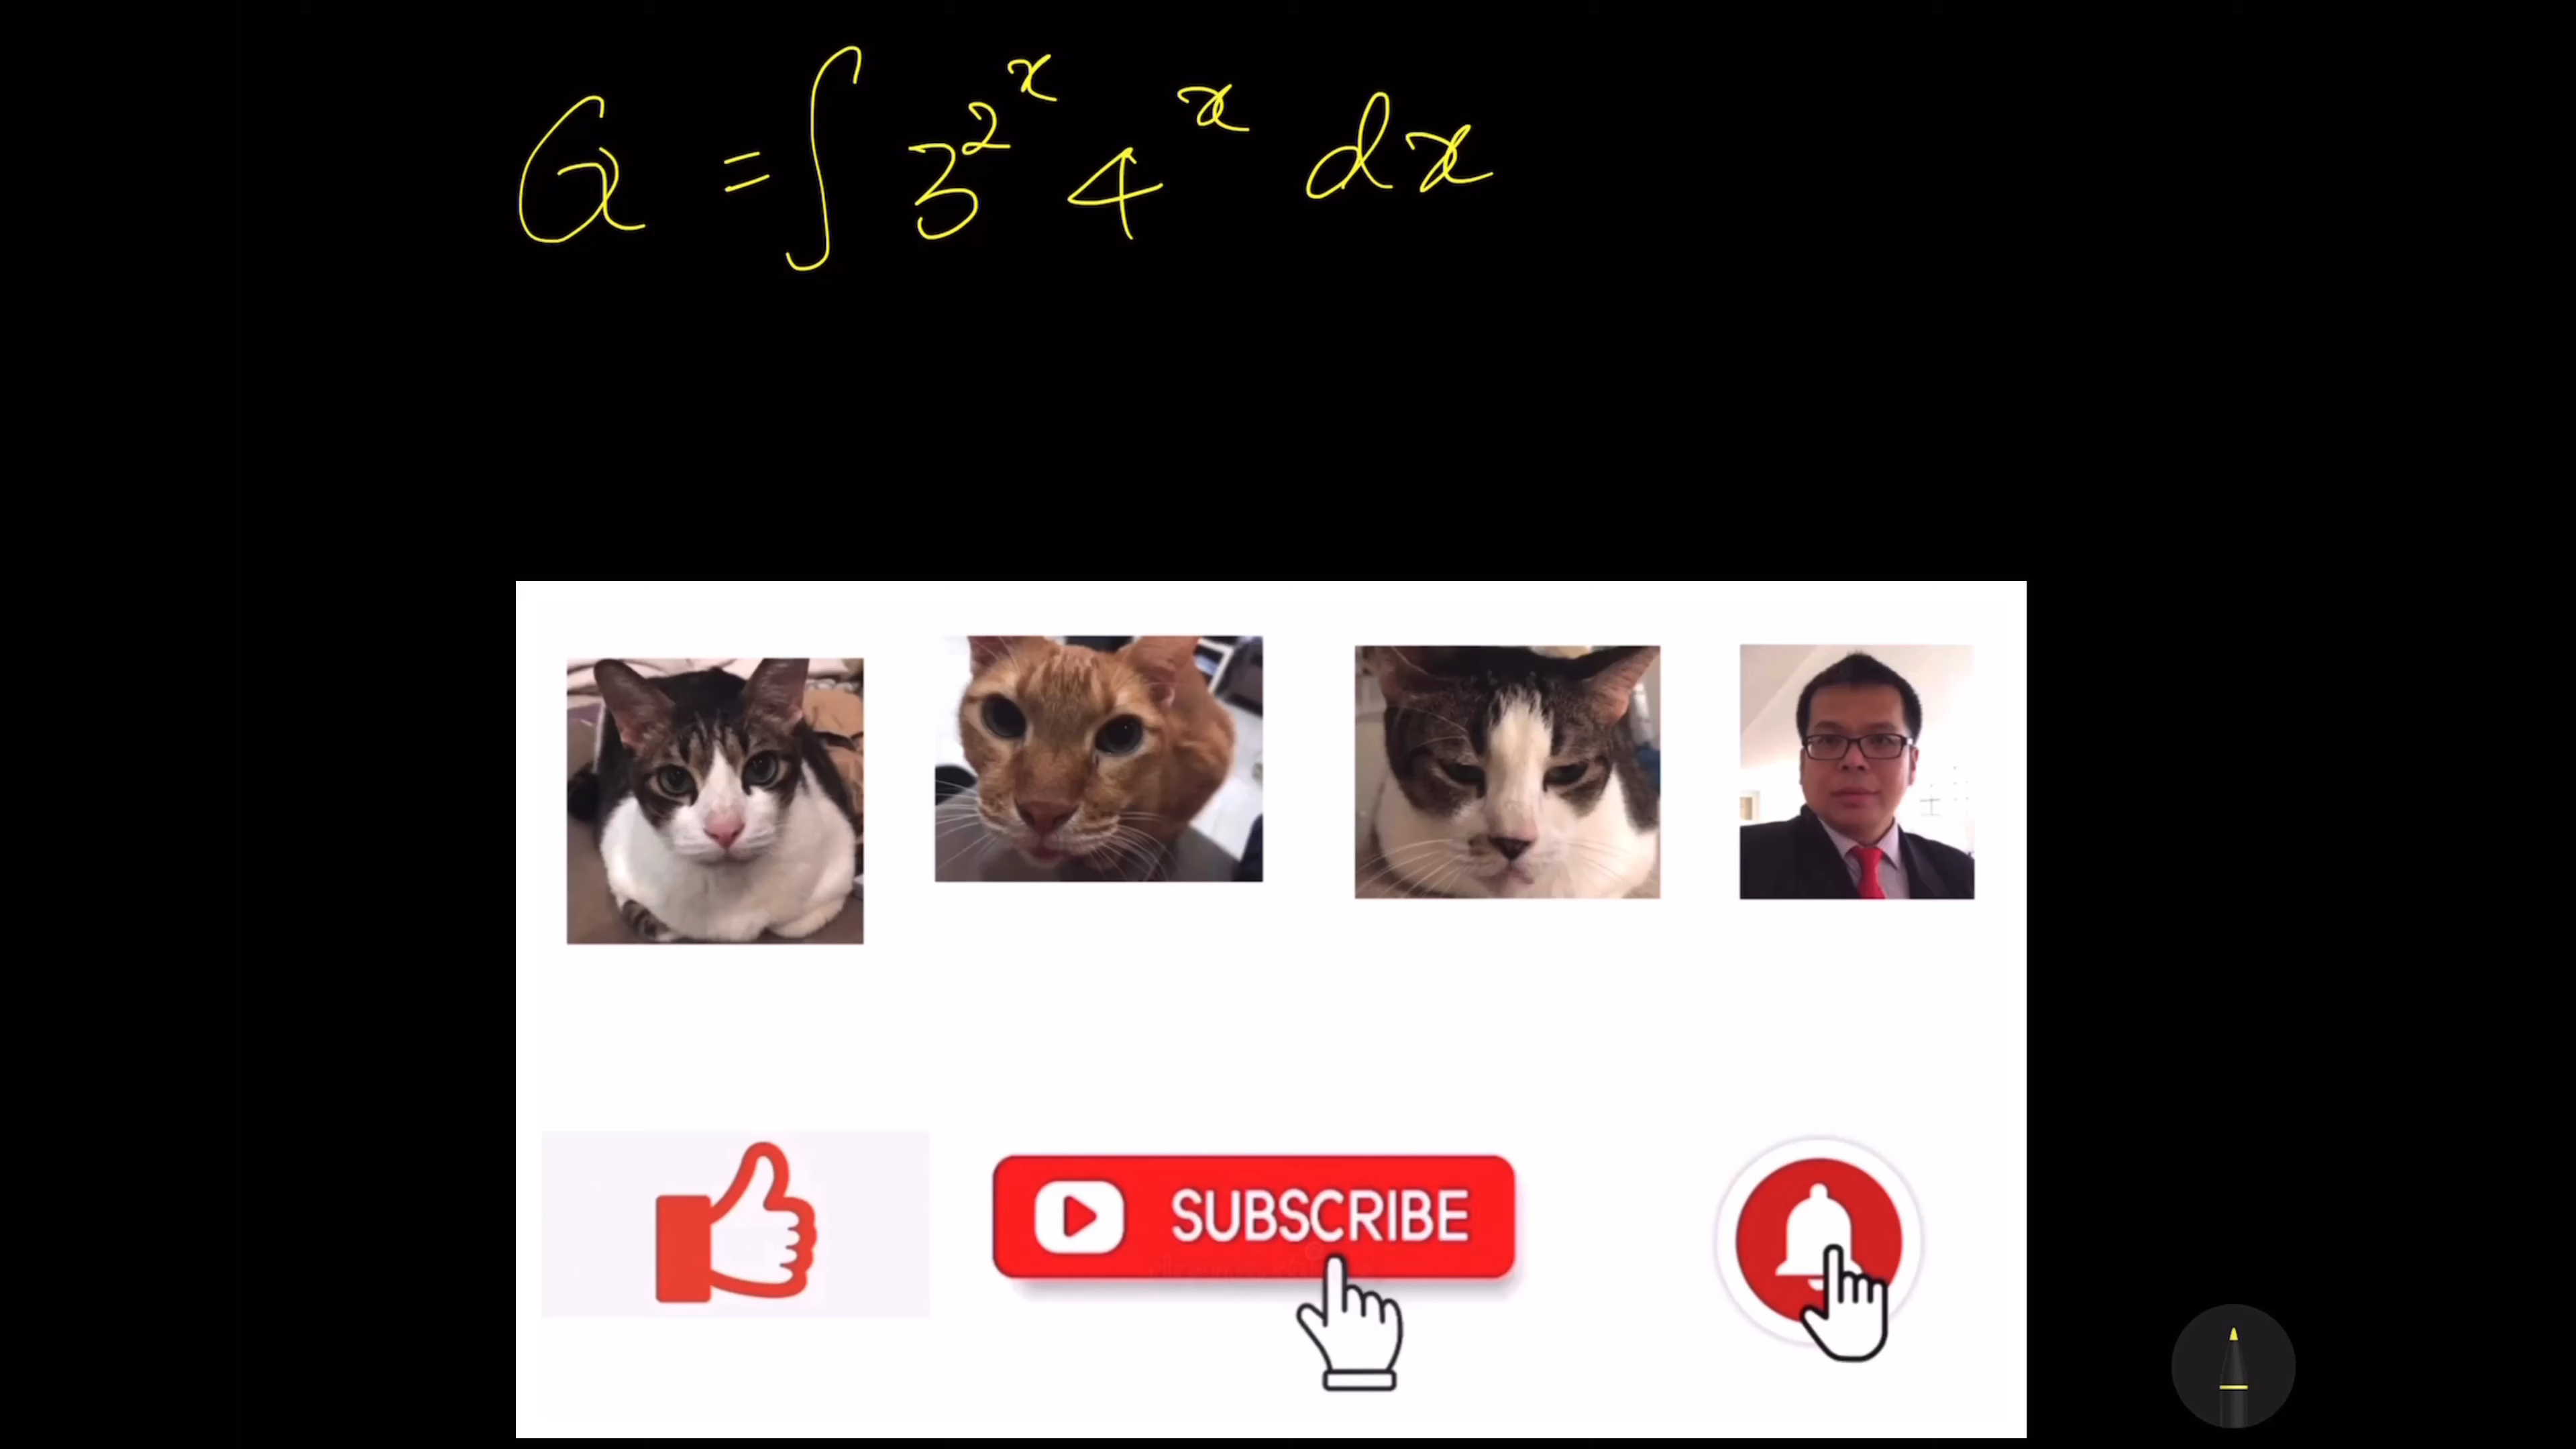 Q = ∫ 3^{2^x} 4^x dx
SUBSCRIBE